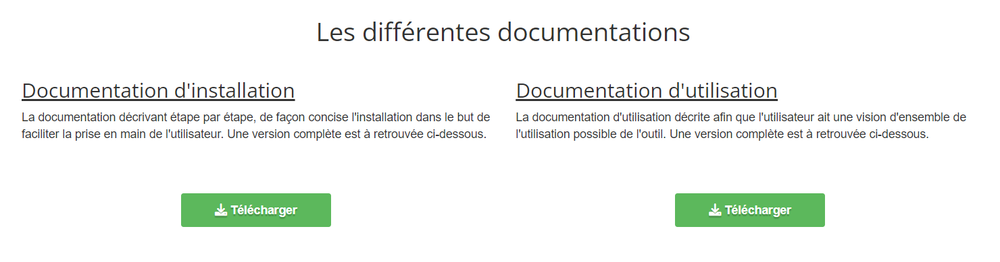 Les différentes documentations
Documentation d'installation
La documentation décrivant étape par étape, de façon concise l'installation dans le but de
faciliter la prise en main de l'utilisateur. Une version complète est à retrouvée ci-dessous.
Télécharger
Documentation d'utilisation
La documentation d'utilisation décrite afin que l'utilisateur ait une vision d'ensemble de
l'utilisation possible de l'outil. Une version complète est à retrouvée ci-dessous.
Télécharger